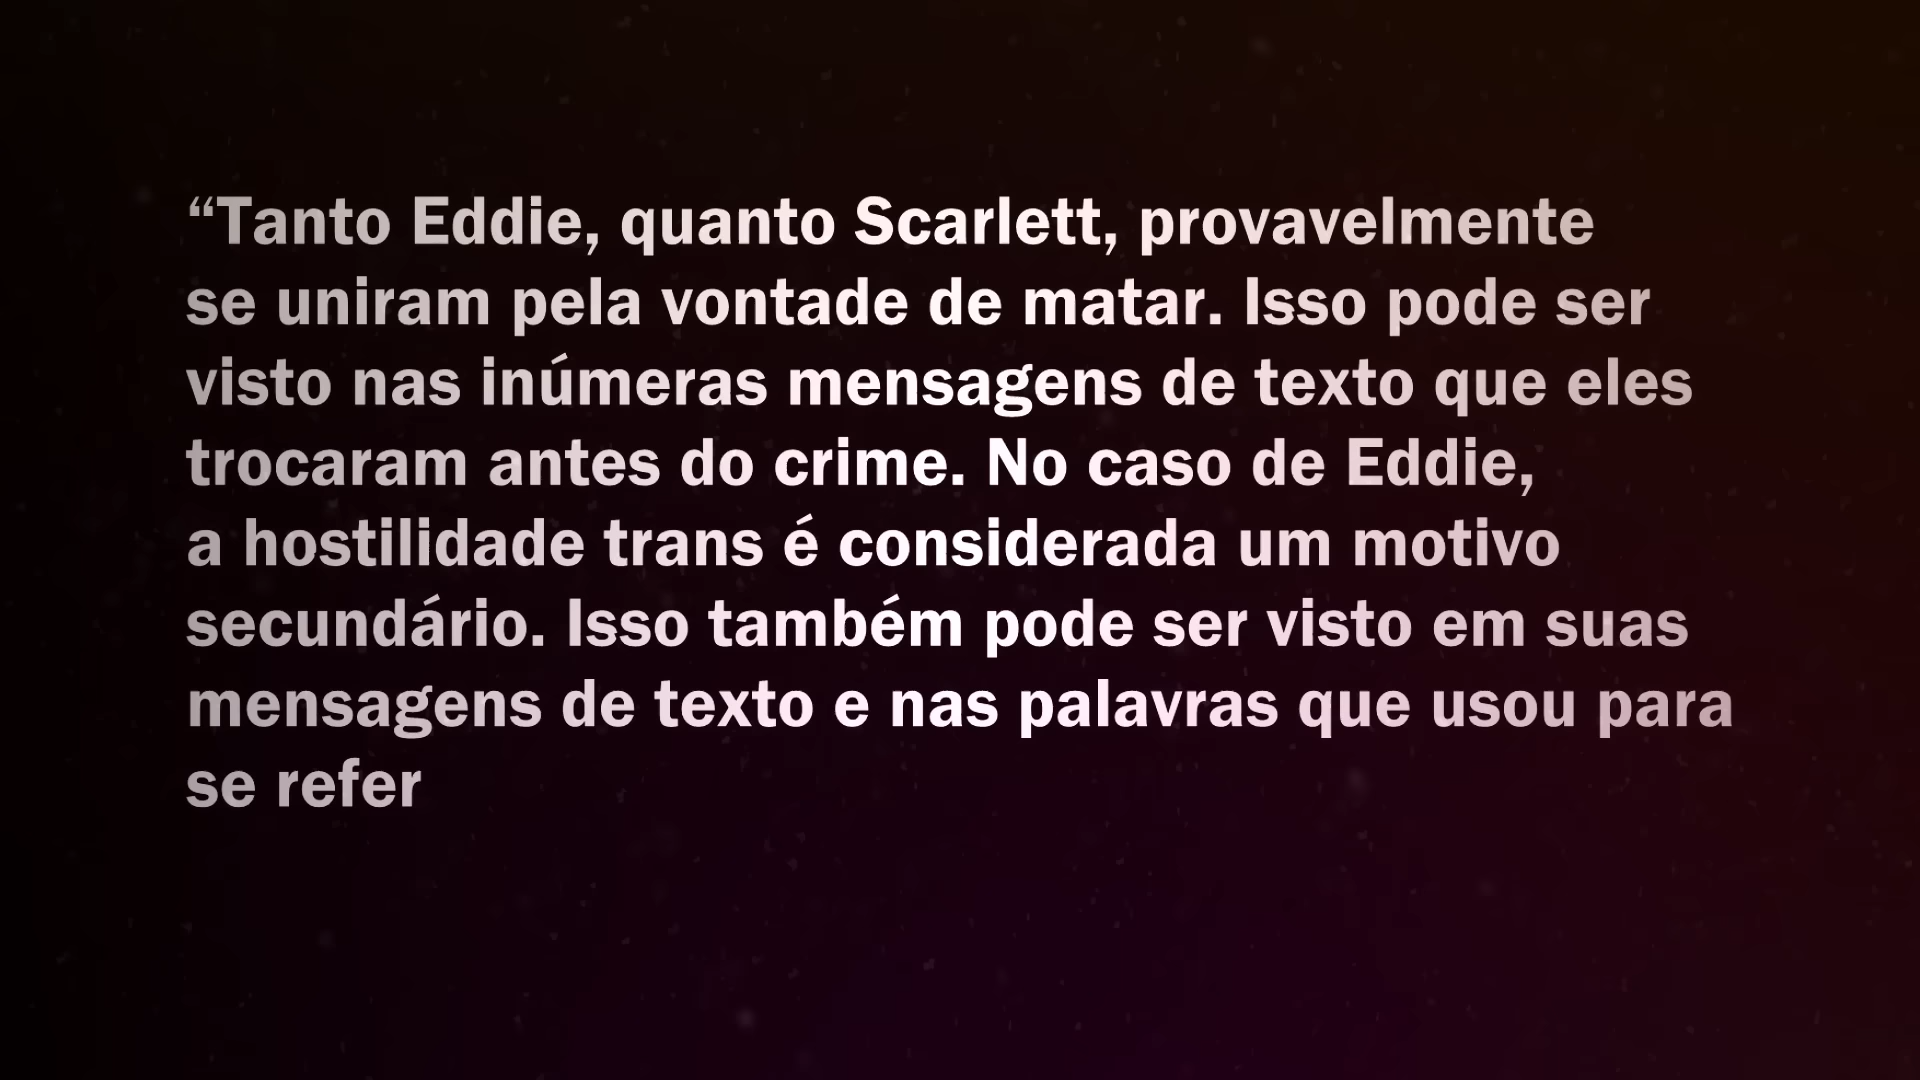 “Tanto Eddie, quanto Scarlett, provavelmente
se uniram pela vontade de matar. Isso pode ser
visto nas inúmeras mensagens de texto que eles
trocaram antes do crime. No caso de Eddie,
a hostilidade trans é considerada um motivo
secundário. Isso também pode ser visto em suas
mensagens de texto e nas palavras que usou para
se refer